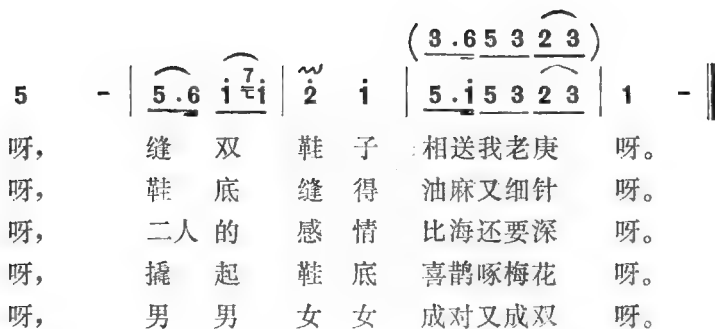 (3.6 5 3 2 3)
5 - | 5.6 i 7 i | 2 i | 5.i 5 3 2 3 | 1 - ‖
呀， 缝 双 鞋 子 相送我老庚 呀。
呀， 鞋 底 缝 得 油麻又细针 呀。
呀， 二人 的 感 情 比海还要深 呀。
呀， 撬 起 鞋 底 喜鹊啄梅花 呀。
呀， 男 男 女 女 成对又成双 呀。